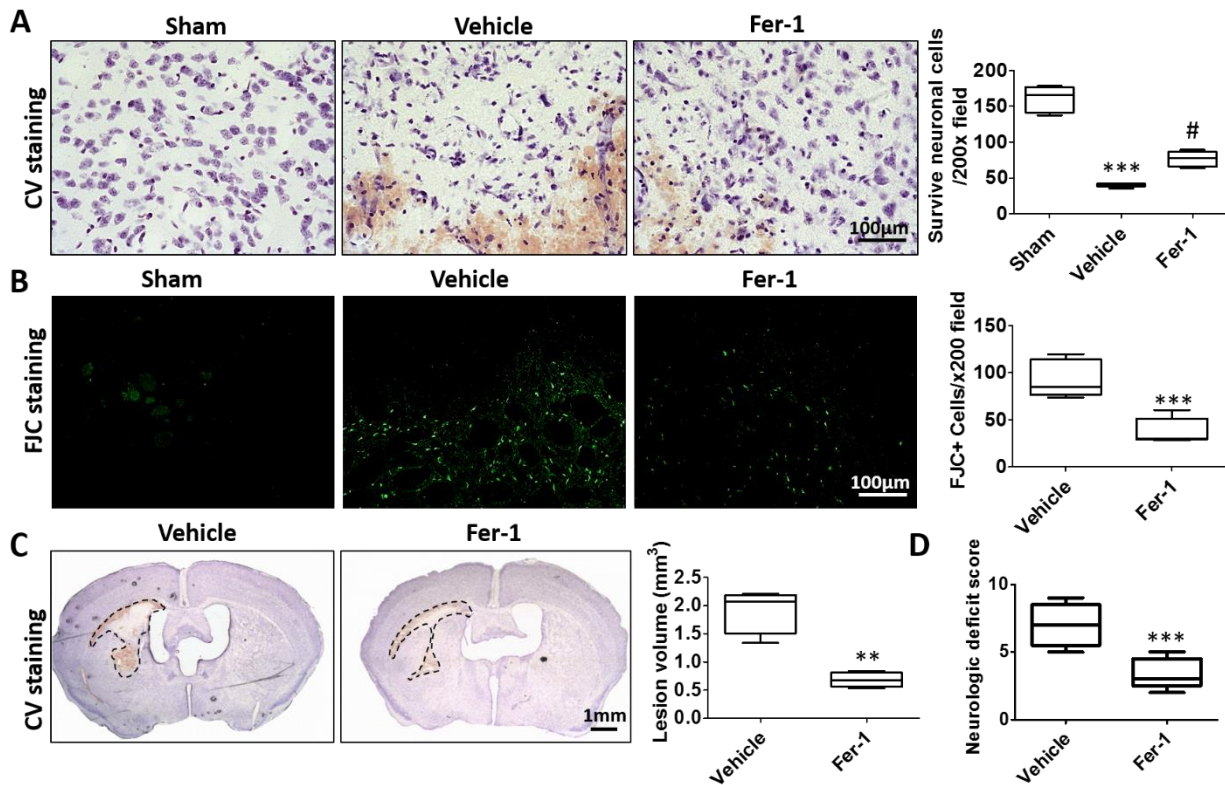 A
Sham
Vehicle
Fer-1
CV staining
100μm
Survive neuronal cells
/200x field
200
150
100
50
0
***
#
Sham
Vehicle
Fer-1
B
Sham
Vehicle
Fer-1
FJC staining
100μm
FJC+ Cells/x200 field
150
100
50
0
***
Vehicle
Fer-1
C
Vehicle
Fer-1
CV staining
1mm
Lesion volume (mm³)
2.5
2.0
1.5
1.0
0.5
0.0
**
Vehicle
Fer-1
D
Neurologic deficit score
10
5
0
***
Vehicle
Fer-1